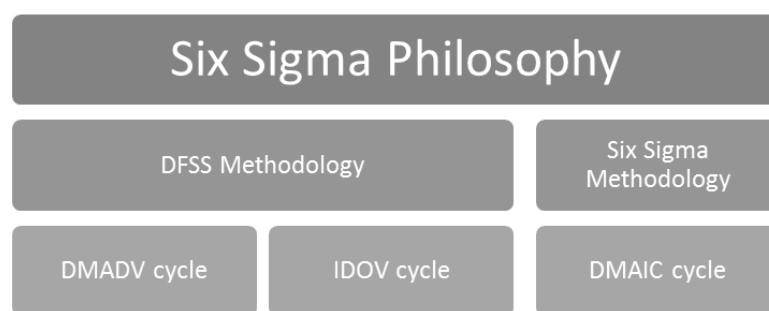 Six Sigma Philosophy
DFSS Methodology
Six Sigma
Methodology
DMADV cycle
IDOV cycle
DMAIC cycle